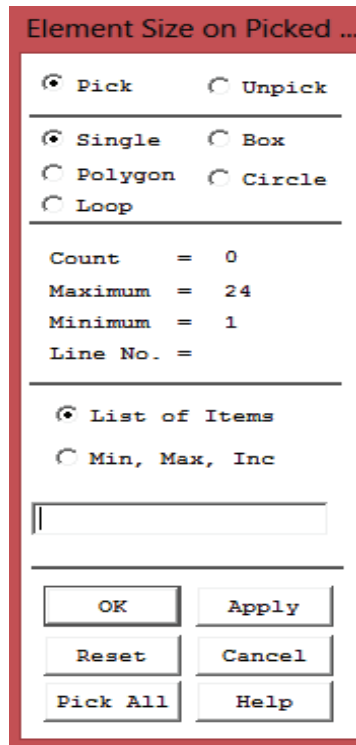 Element Size on Picked ...
Pick Unpick
Single Box
Polygon Circle
Loop
Count = 0
Maximum = 24
Minimum = 1
Line No. =
List of Items
Min, Max, Inc
OK Apply
Reset Cancel
Pick All Help